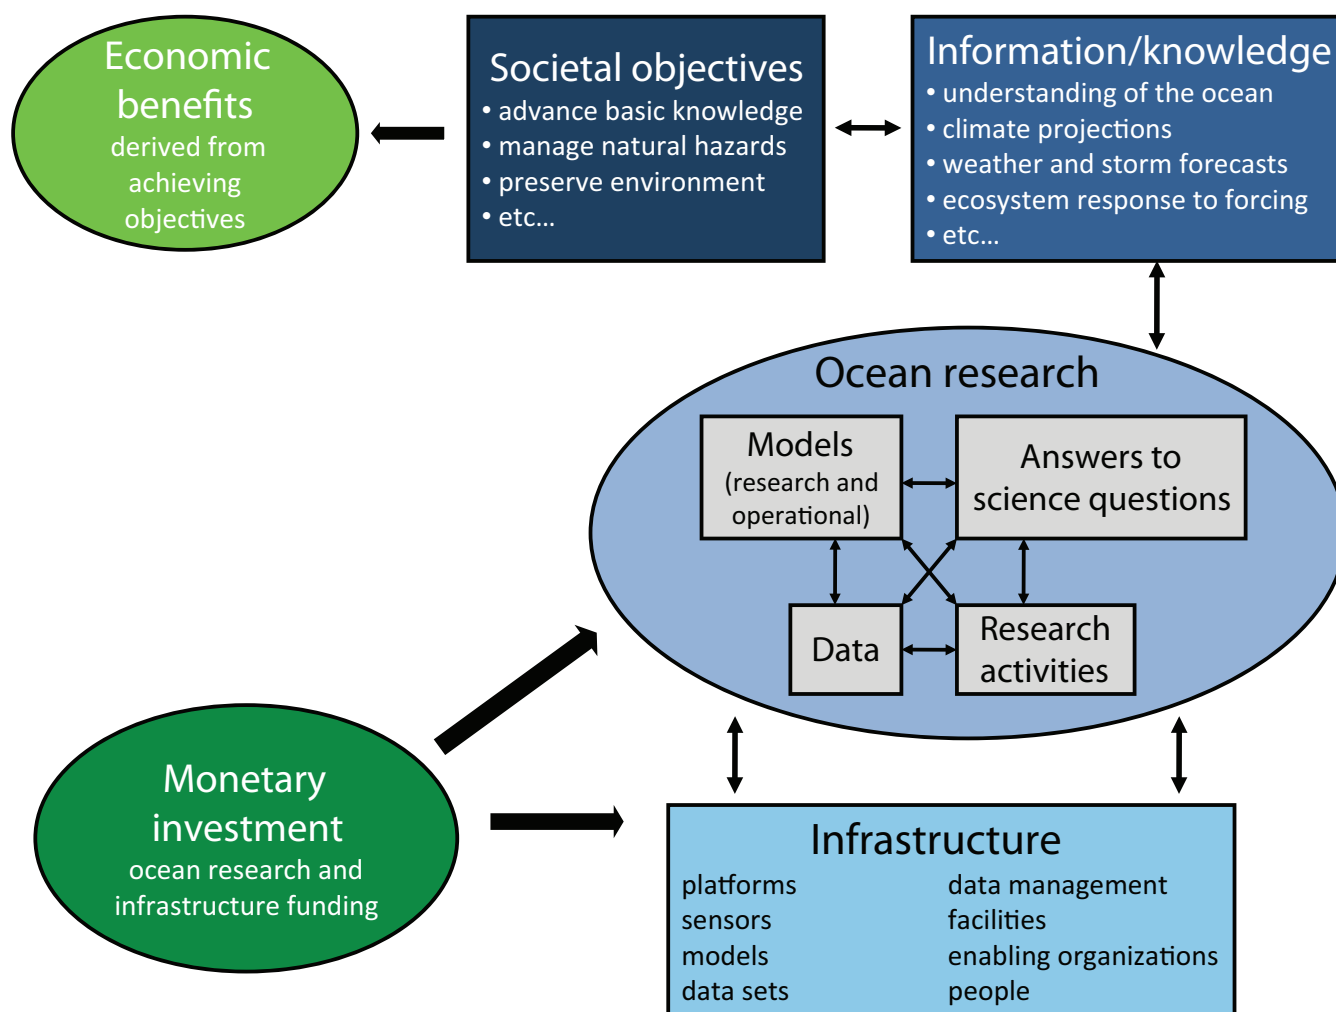 Economic
benefits
derived from
achieving
objectives
Societal objectives
• advance basic knowledge
• manage natural hazards
• preserve environment
• etc...
Information/knowledge
• understanding of the ocean
• climate projections
• weather and storm forecasts
• ecosystem response to forcing
• etc...
Ocean research
Models
(research and
operational)
Answers to
science questions
Data
Research
activities
Monetary
investment
ocean research and
infrastructure funding
Infrastructure
platforms
sensors
models
data sets
data management
facilities
enabling organizations
people